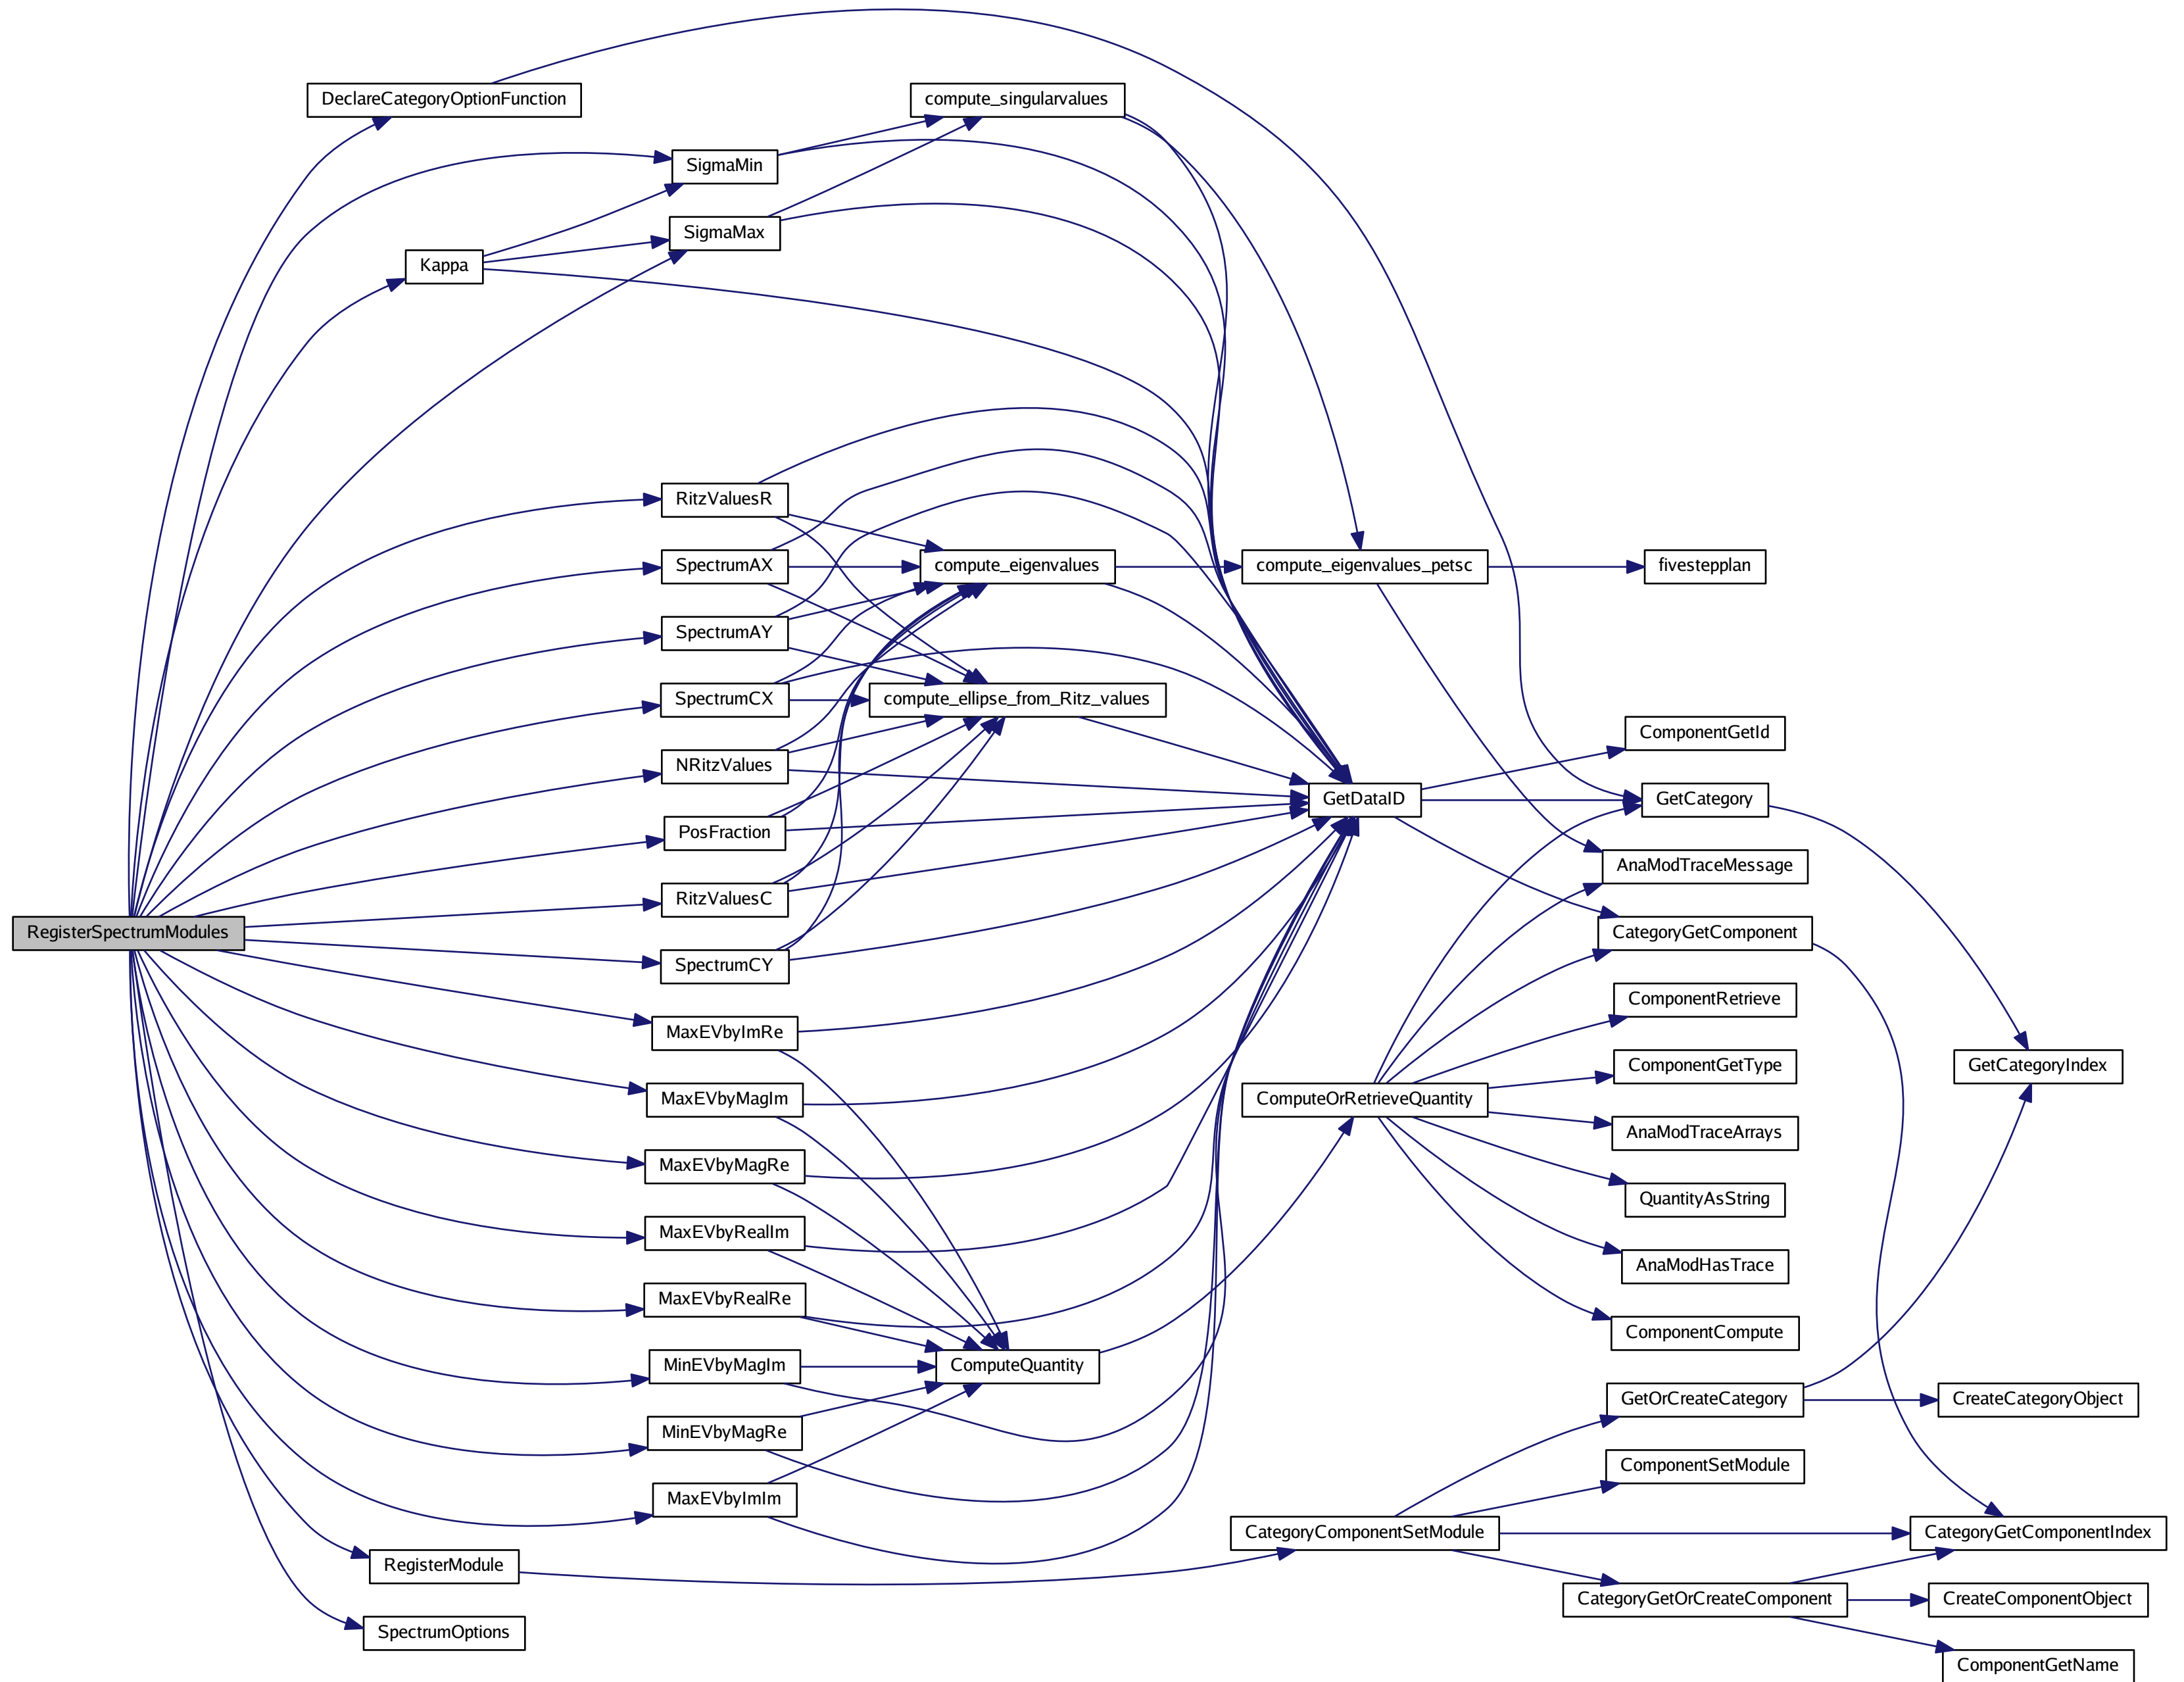 DeclareCategoryOptionFunction
compute_singularvalues
SigmaMin
SigmaMax
Kappa
RitzValuesR
SpectrumAX
compute_eigenvalues
compute_eigenvalues_petsc
fivestepplan
SpectrumAY
SpectrumCX
compute_ellipse_from_Ritz_values
ComponentGetId
NRitzValues
GetDataID
GetCategory
PosFraction
AnaModTraceMessage
RitzValuesC
RegisterSpectrumModules
CategoryGetComponent
SpectrumCY
ComponentRetrieve
MaxEVbyImRe
ComponentGetType
GetCategoryIndex
MaxEVbyMagIm
ComputeOrRetrieveQuantity
AnaModTraceArrays
MaxEVbyMagRe
QuantityAsString
MaxEVbyRealIm
AnaModHasTrace
MaxEVbyRealRe
ComponentCompute
MinEVbyMagIm
ComputeQuantity
GetOrCreateCategory
CreateCategoryObject
MinEVbyMagRe
ComponentSetModule
MaxEVbyImIm
CategoryComponentSetModule
CategoryGetComponentIndex
RegisterModule
CategoryGetOrCreateComponent
CreateComponentObject
SpectrumOptions
ComponentGetName